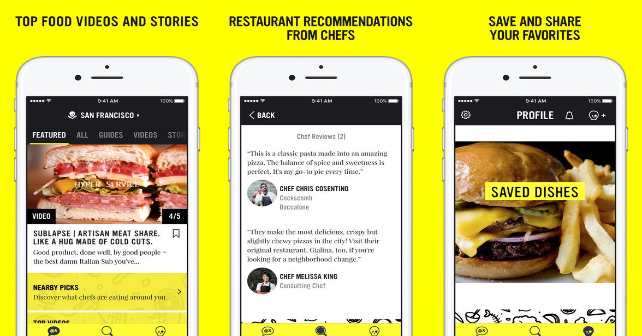 TOP FOOD VIDEOS AND STORIES
9:41 AM
100%
SAN FRANCISCO
FEATURED ALL GUIDES VIDEOS STOR
HYPER SERVICE
VIDEO
4/5
SUBLAPSE | ARTISAN MEAT SHARE.
LIKE A HUG MADE OF COLD CUTS.
Good product, done well, by good people –
the best damn Italian Sub you've...
NEARBY PICKS
Discover what chefs are eating around you.
RESTAURANT RECOMMENDATIONS
FROM CHEFS
9:41 AM
100%
BACK
Chef Reviews (2)
"This is a classic pasta made into an amazing
pizza. The balance of spice and sweetness is
perfect. It's my go-to pie every time."
CHEF CHRIS COSENTINO
Cockscomb
Boccalone
"They make the most delicious, crispy but
slightly chewy pizzas in the city! Visit their
original restaurant, Gialina, too, if you're
looking for a neighborhood change."
CHEF MELISSA KING
Consulting Chef
SAVE AND SHARE
YOUR FAVORITES
9:41 AM
100%
PROFILE
SAVED DISHES